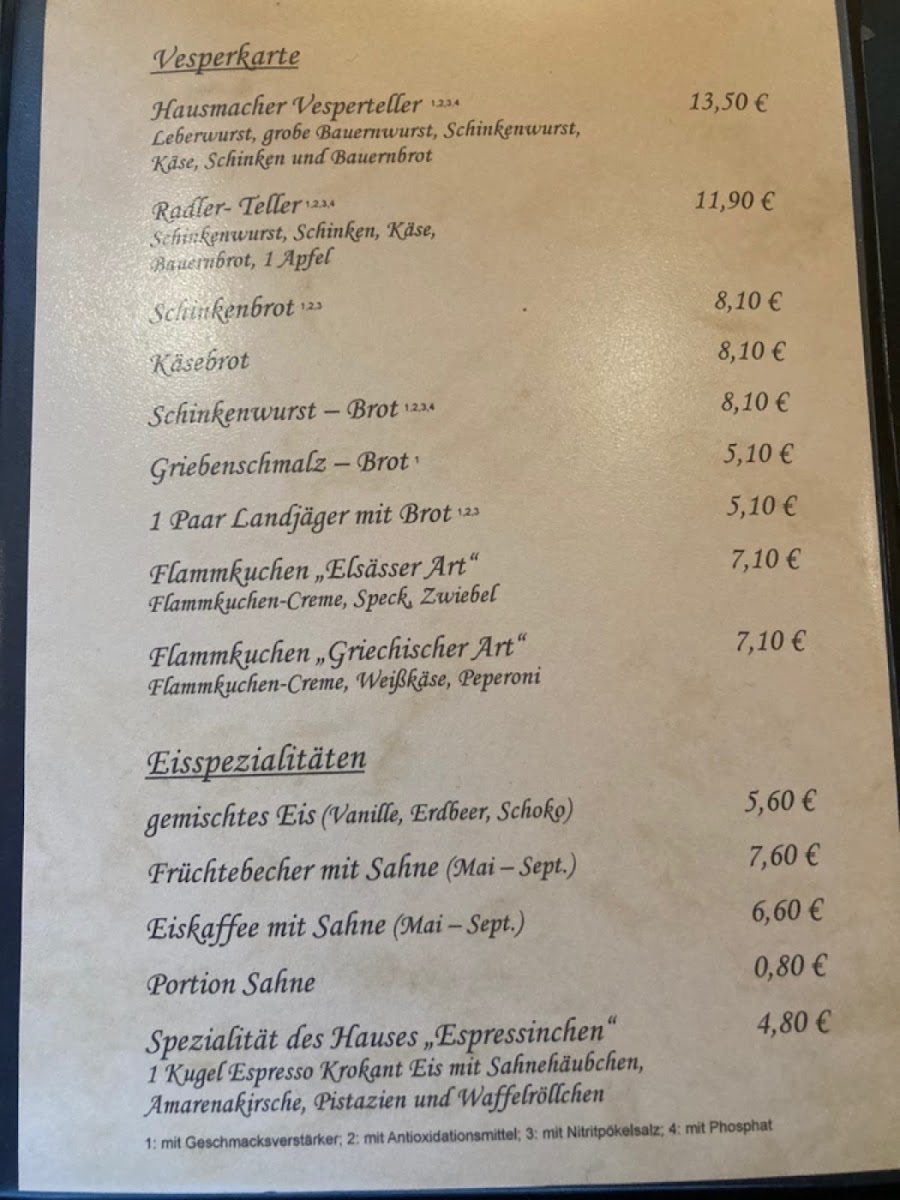 Vesperkarte
Hausmacher Vesperteller 1,2,3,4 13,50 €
Leberwurst, grobe Bauernwurst, Schinkenwurst,
Käse, Schinken und Bauernbrot
Radler- Teller 1,2,3,4 11,90 €
Schinkenwurst, Schinken, Käse,
Bauernbrot, 1 Apfel
Schinkenbrot 1,2,3 8,10 €
Käsebrot 8,10 €
Schinkenwurst – Brot 1,2,3,4 8,10 €
Griebenschmalz – Brot 1 5,10 €
1 Paar Landjäger mit Brot 1,2,3 5,10 €
Flammkuchen „Elsässer Art“ 7,10 €
Flammkuchen-Creme, Speck, Zwiebel
Flammkuchen „Griechischer Art“ 7,10 €
Flammkuchen-Creme, Weißkäse, Peperoni
Eisspezialitäten
gemischtes Eis (Vanille, Erdbeer, Schoko) 5,60 €
Früchtebecher mit Sahne (Mai – Sept.) 7,60 €
Eiskaffee mit Sahne (Mai – Sept.) 6,60 €
Portion Sahne 0,80 €
Spezialität des Hauses „Espressinchen“ 4,80 €
1 Kugel Espresso Krokant Eis mit Sahnehäubchen,
Amarenakirsche, Pistazien und Waffelröllchen
1: mit Geschmacksverstärker; 2: mit Antioxidationsmittel; 3: mit Nitritpökelsalz; 4: mit Phosphat